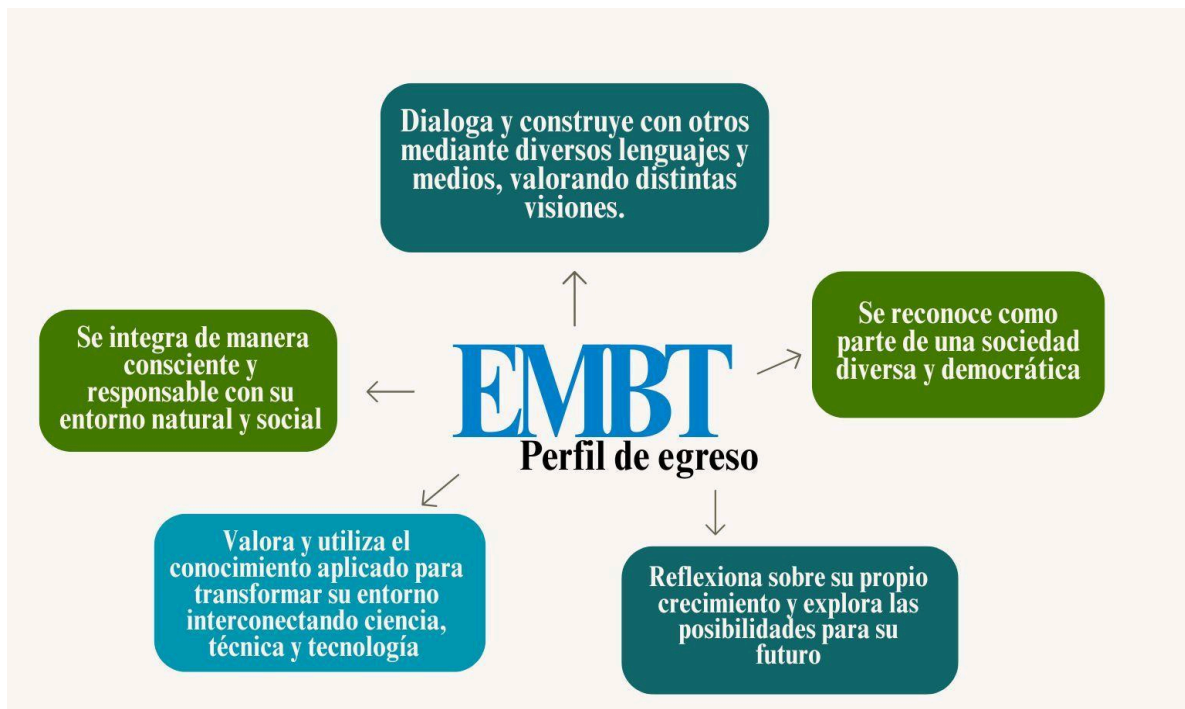 Dialoga y construye con otros
mediante diversos lenguajes y
medios, valorando distintas
visiones.
Se reconoce como
parte de una sociedad
diversa y democrática
Se integra de manera
consciente y
responsable con su
entorno natural y social
EMBT
Perfil de egreso
Valora y utiliza el
conocimiento aplicado para
transformar su entorno
interconectando ciencia,
técnica y tecnología
Reflexiona sobre su propio
crecimiento y explora las
posibilidades para su
futuro